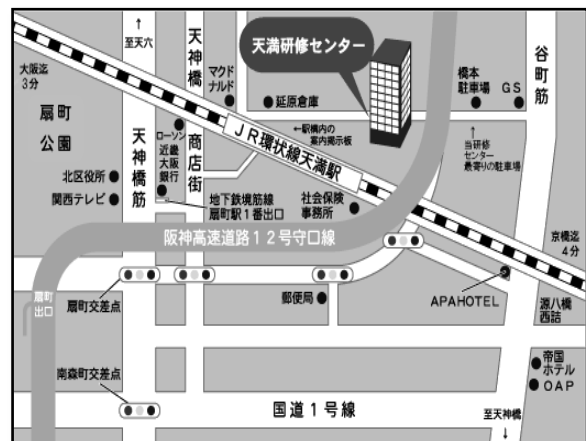 ↑
至天六
天神橋
商店街
マクド
ナルド
天満研修センター
谷町筋
大阪迄
3分
扇町
公園
延原倉庫
橋本
駐車場
GS
天神橋筋
ローソン
近畿
大阪
銀行
JR環状線天満駅
←駅構内の
案内掲示板
↑
当研修
センター
最寄りの駐車場
北区役所
関西テレビ
地下鉄境筋線
扇町駅1番出口
社会保険
事務所
阪神高速道路12号守口線
京橋迄
4分
扇町
出口
扇町交差点
郵便局
APAHOTEL
源八橋
西詰
南森町交差点
国道1号線
帝国
ホテル
OAP
至天神橋
↓